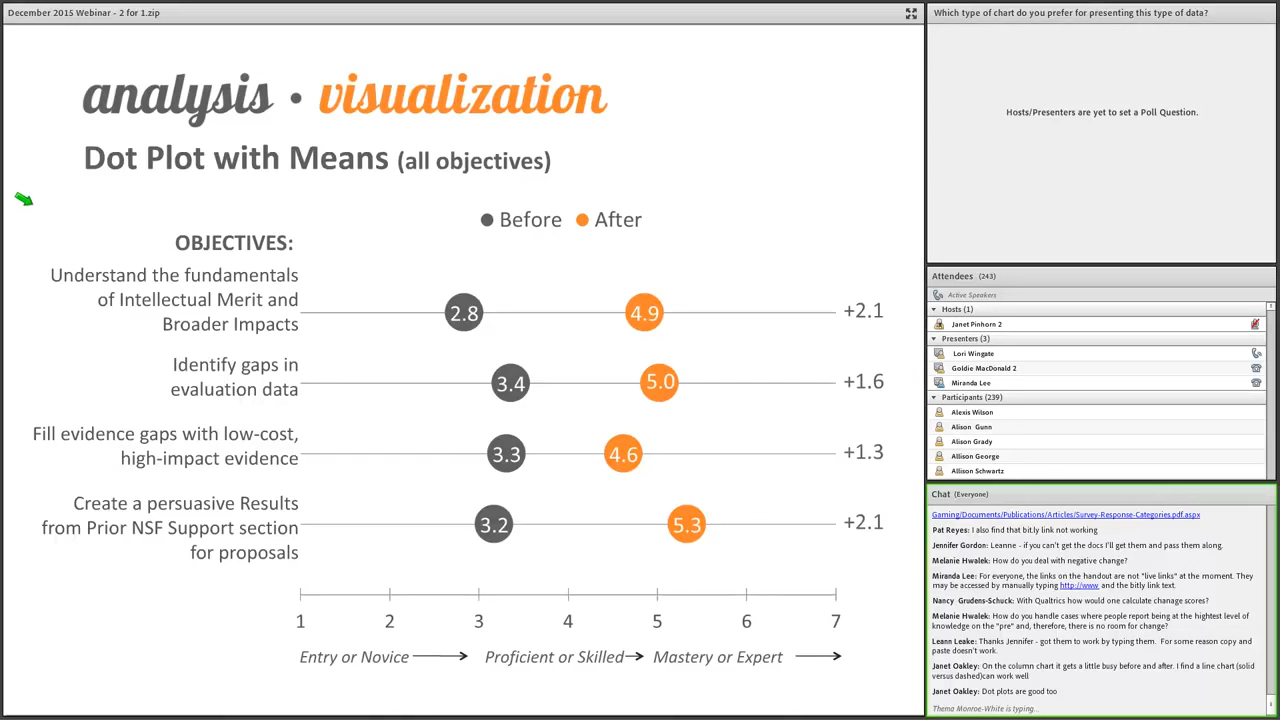 December 2015 Webinar - 2 for 1.zip
analysis • visualization
Dot Plot with Means (all objectives)
Before After
OBJECTIVES:
Understand the fundamentals
of Intellectual Merit and
Broader Impacts
2.8 4.9 +2.1
Identify gaps in
evaluation data
3.4 5.0 +1.6
Fill evidence gaps with low-cost,
high-impact evidence
3.3 4.6 +1.3
Create a persuasive Results
from Prior NSF Support section
for proposals
3.2 5.3 +2.1
1 2 3 4 5 6 7
Entry or Novice Proficient or Skilled Mastery or Expert
Which type of chart do you prefer for presenting this type of data?
Hosts/Presenters are yet to set a Poll Question.
Attendees (243)
Active Speakers
Hosts (1)
Janet Pinhorn 2
Presenters (3)
Lori Wingate
Goldie MacDonald 2
Miranda Lee
Participants (239)
Alexis Wilson
Alison Gunn
Alison Grady
Allison George
Allison Schwartz
Chat (Everyone)
Gaming/Documents/Publications/Articles/Survey-Response-Categories.pdf.aspx
Pat Reyes: I also find that bit.ly link not working
Jennifer Gordon: Leanne - if you can't get the docs I'll get them and pass them along.
Melanie Hwalek: How do you deal with negative change?
Miranda Lee: For everyone, the links on the handout are not "live links" at the moment. They
may be accessed by manually typing http://www. and the bitly link text.
Nancy Grudens-Schuck: With Qualtrics how would one calculate chanage scores?
Melanie Hwalek: How do you handle cases where people report being at the hightest level of
knowledge on the "pre" and, therefore, there is no room for change?
Leann Leake: Thanks Jennifer - got them to work by typing them. For some reason copy and
paste doesn't work.
Janet Oakley: On the column chart it gets a little busy before and after. I find a line chart (solid
versus dashed)can work well
Janet Oakley: Dot plots are good too
Thema Monroe-White is typing...